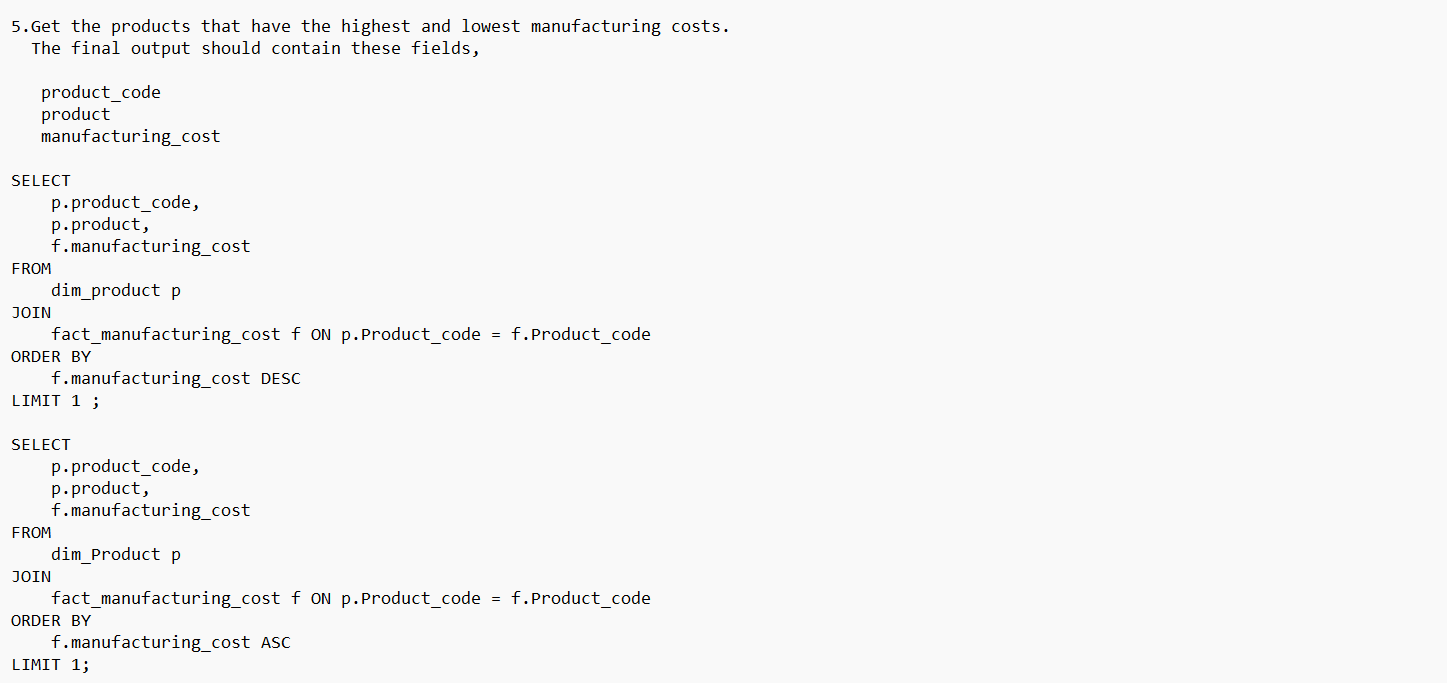 5.Get the products that have the highest and lowest manufacturing costs.
The final output should contain these fields,
product_code
product
manufacturing_cost
SELECT
p.product_code,
p.product,
f.manufacturing_cost
FROM
dim_product p
JOIN
fact_manufacturing_cost f ON p.Product_code = f.Product_code
ORDER BY
f.manufacturing_cost DESC
LIMIT 1 ;
SELECT
p.product_code,
p.product,
f.manufacturing_cost
FROM
dim_Product p
JOIN
fact_manufacturing_cost f ON p.Product_code = f.Product_code
ORDER BY
f.manufacturing_cost ASC
LIMIT 1;